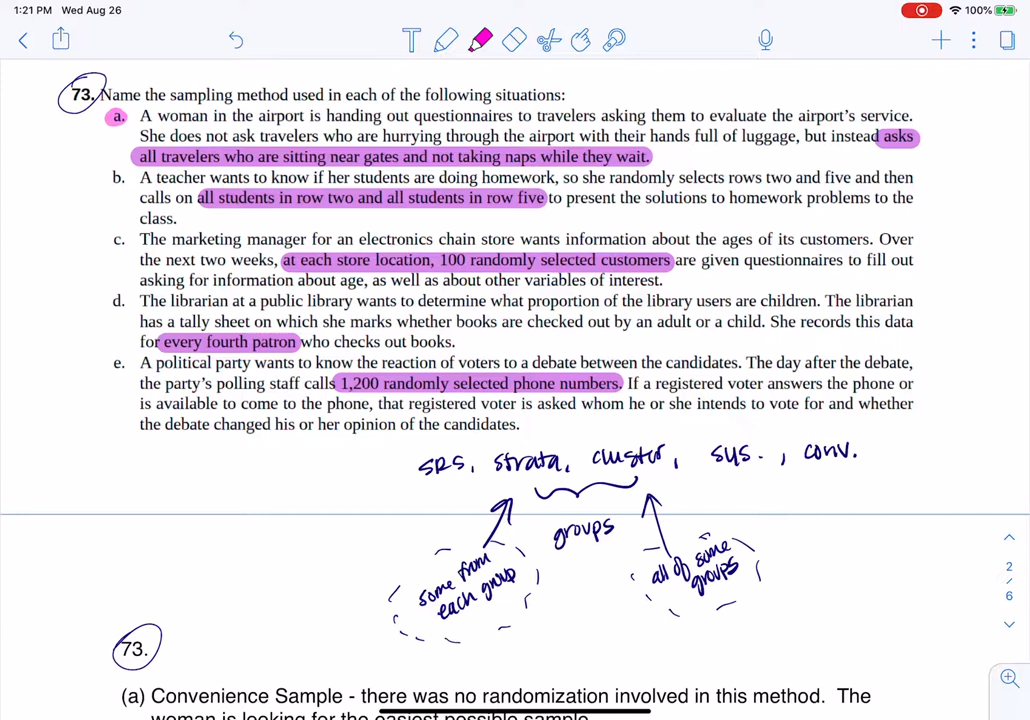 1:21 PM Wed Aug 26
100%
T
73. Name the sampling method used in each of the following situations:
a. A woman in the airport is handing out questionnaires to travelers asking them to evaluate the airport's service.
She does not ask travelers who are hurrying through the airport with their hands full of luggage, but instead asks
all travelers who are sitting near gates and not taking naps while they wait.
b. A teacher wants to know if her students are doing homework, so she randomly selects rows two and five and then
calls on all students in row two and all students in row five to present the solutions to homework problems to the
class.
c. The marketing manager for an electronics chain store wants information about the ages of its customers. Over
the next two weeks, at each store location, 100 randomly selected customers are given questionnaires to fill out
asking for information about age, as well as about other variables of interest.
d. The librarian at a public library wants to determine what proportion of the library users are children. The librarian
has a tally sheet on which she marks whether books are checked out by an adult or a child. She records this data
for every fourth patron who checks out books.
e. A political party wants to know the reaction of voters to a debate between the candidates. The day after the debate,
the party's polling staff calls 1,200 randomly selected phone numbers. If a registered voter answers the phone or
is available to come to the phone, that registered voter is asked whom he or she intends to vote for and whether
the debate changed his or her opinion of the candidates.
SRS, strata, cluster, sys., conv.
groups
some from
each group
all of some
groups
2
/
6
73.
(a) Convenience Sample - there was no randomization involved in this method. The
woman is looking for the easiest possible sample